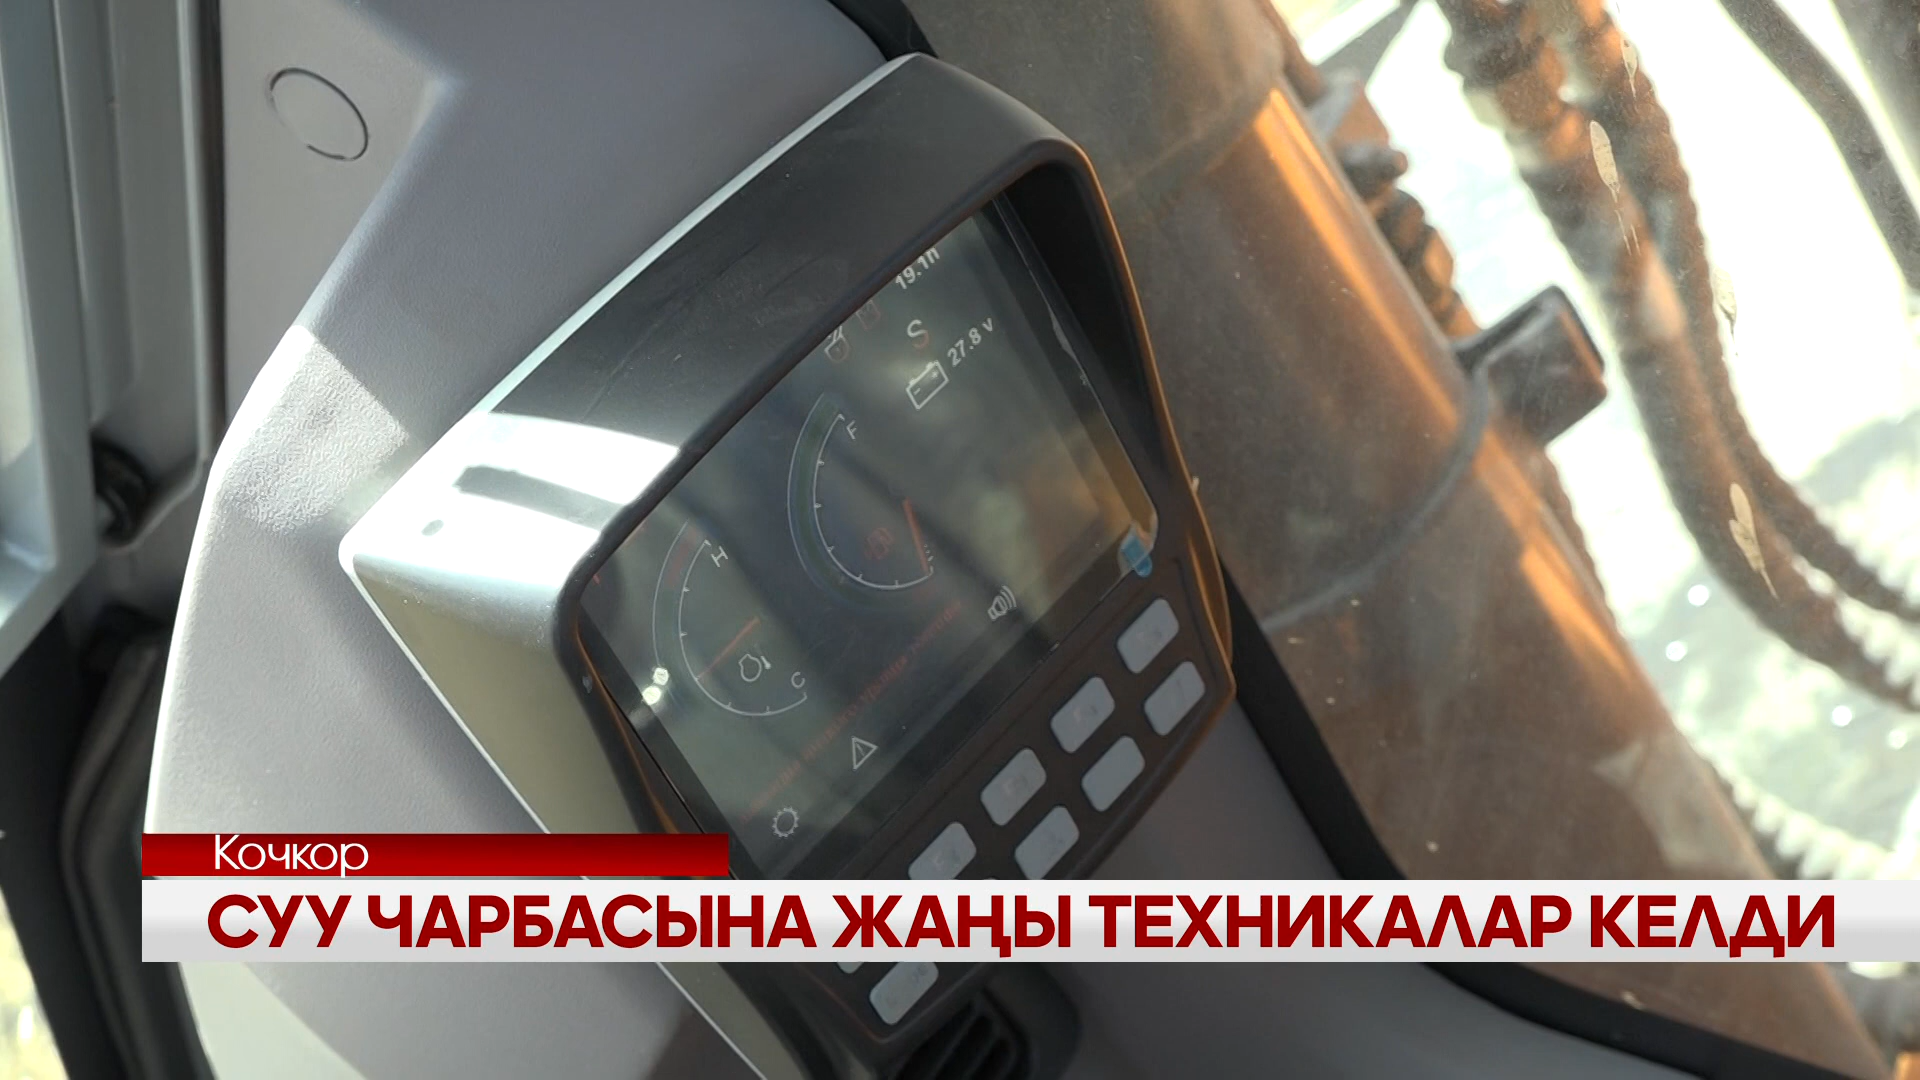 19.1h
S
27.8 v
F
H
C
Кочкор
СУУ ЧАРБАСЫНА ЖАҢЫ ТЕХНИКАЛАР КЕЛДИ